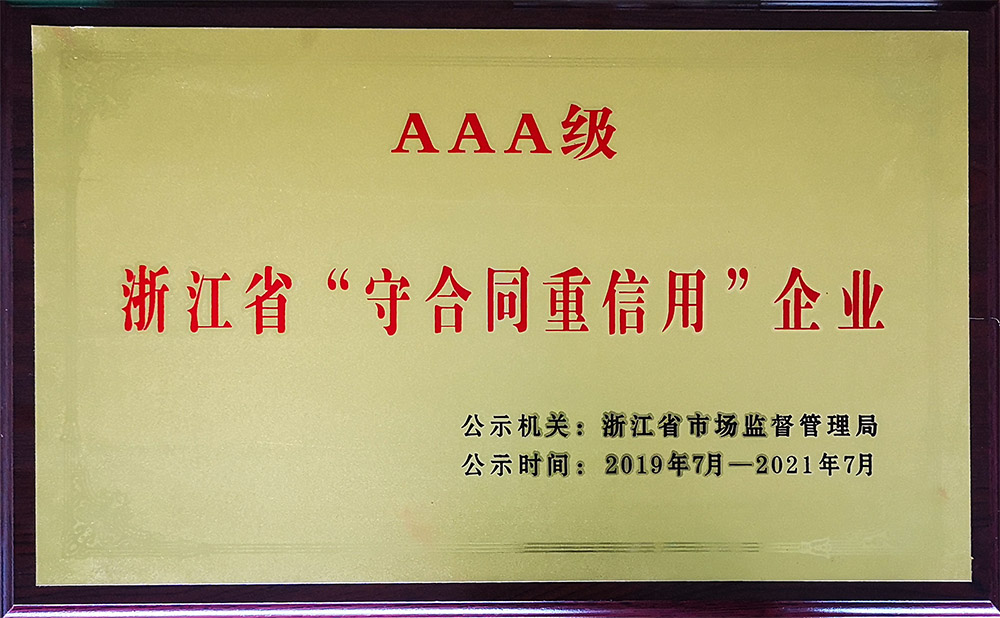 AAA级
浙江省“守合同重信用”企业
公示机关：浙江省市场监督管理局
公示时间：2019年7月—2021年7月